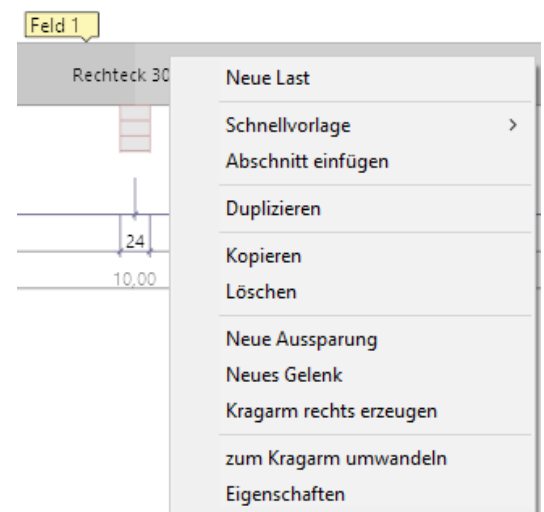 Feld 1
Rechteck 30
Neue Last
Schnellvorlage
Abschnitt einfügen
Duplizieren
24
Kopieren
10,00
Löschen
Neue Aussparung
Neues Gelenk
Kragarm rechts erzeugen
zum Kragarm umwandeln
Eigenschaften